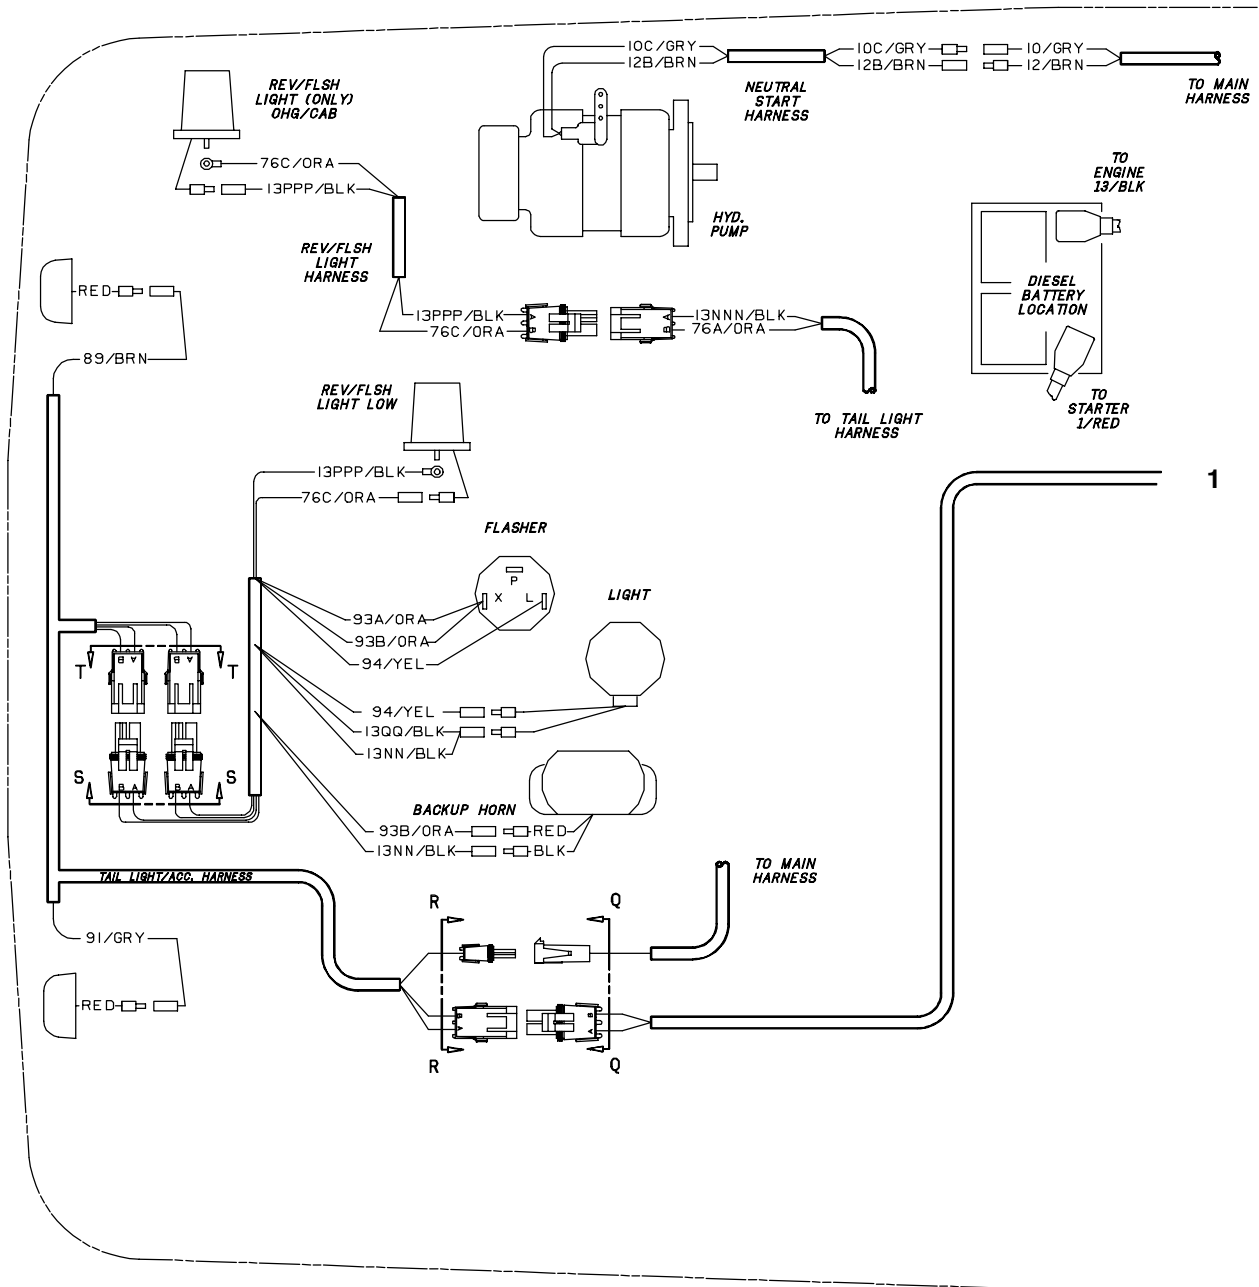 10C/GRY
12B/BRN
10C/GRY
12B/BRN
10/GRY
12/BRN
NEUTRAL
START
HARNESS
TO MAIN
HARNESS
REV/FLSH
LIGHT (ONLY)
OHG/CAB
76C/ORA
13PPP/BLK
TO
ENGINE
13/BLK
HYD.
PUMP
REV/FLSH
LIGHT
HARNESS
DIESEL
BATTERY
LOCATION
RED
13PPP/BLK
76C/ORA
A
B
A
B
13NNN/BLK
76A/ORA
89/BRN
REV/FLSH
LIGHT LOW
TO
STARTER
1/RED
TO TAIL LIGHT
HARNESS
13PPP/BLK
76C/ORA
1
FLASHER
P
X
L
LIGHT
93A/ORA
93B/ORA
94/YEL
T
B A
B A
T
94/YEL
13QQ/BLK
13NN/BLK
S
B A
B A
S
BACKUP HORN
93B/ORA
RED
13NN/BLK
BLK
TAIL LIGHT/ACC. HARNESS
TO MAIN
HARNESS
R
Q
91/GRY
RED
B
A
B
A
R
Q